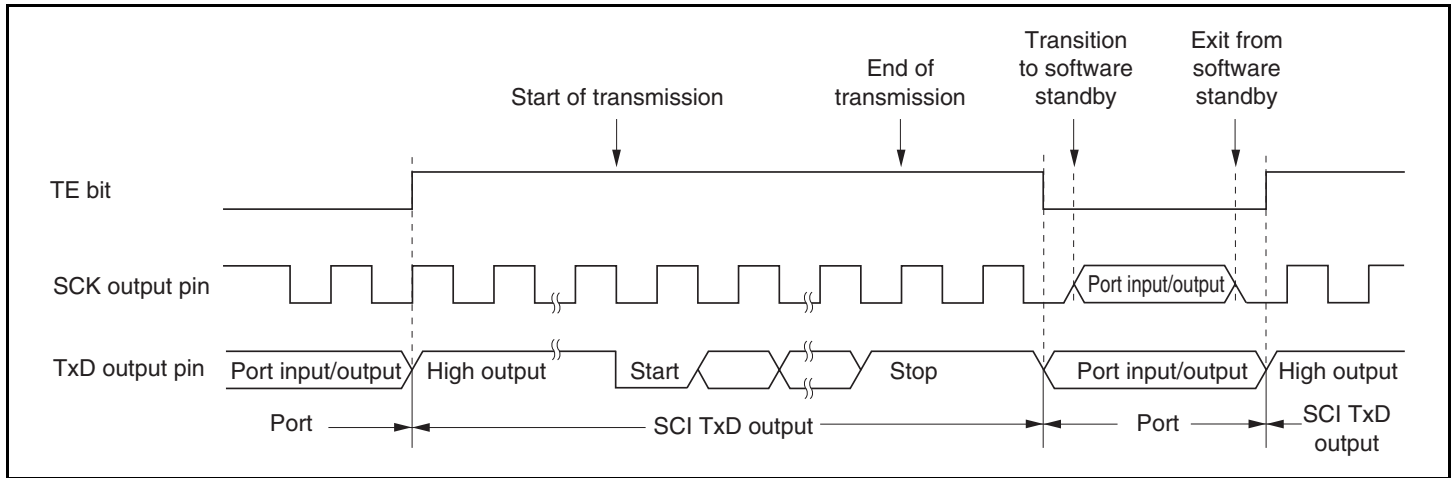 Transition
to software
standby
Exit from
software
standby
End of
transmission
Start of transmission
TE bit
SCK output pin
Port input/output
TxD output pin
Port input/output
High output
Start
Stop
Port input/output
High output
Port
SCI TxD output
Port
SCI TxD
output